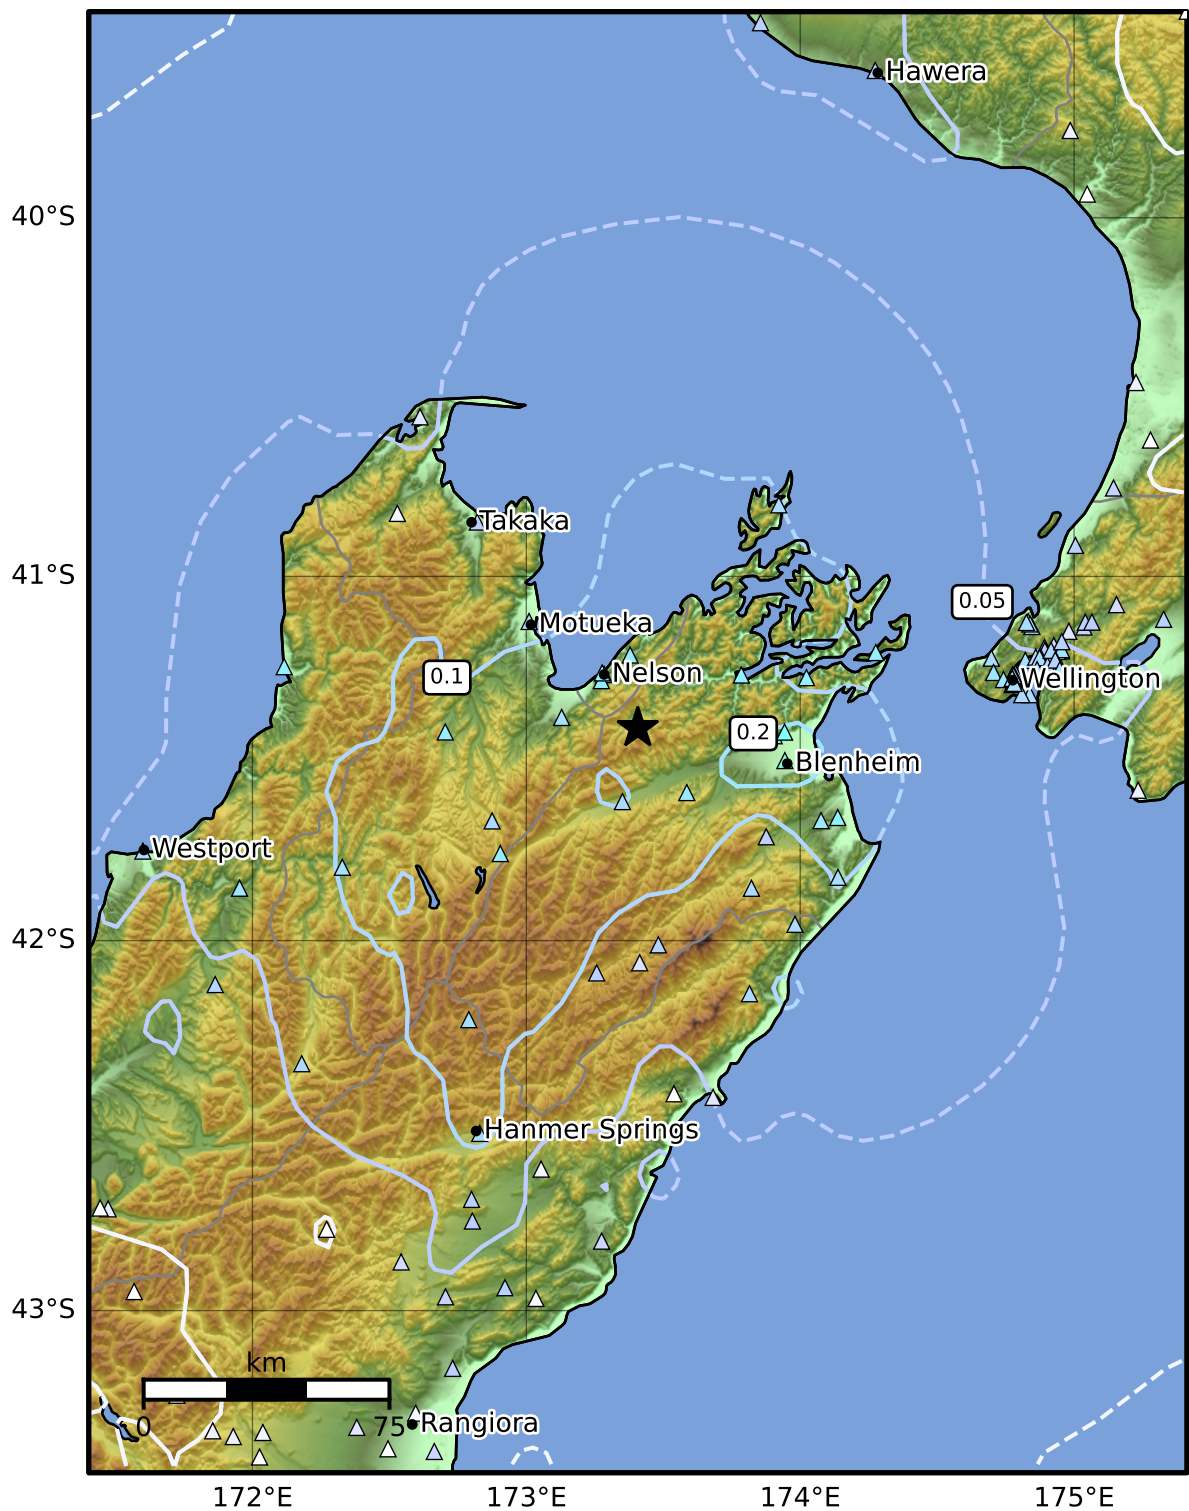 Hawera
40°S
Takaka
41°S
0.05
Motueka
0.1
Nelson
Wellington
0.2
Blenheim
Westport
42°S
Hanmer Springs
43°S
km
0
75
Rangiora
172°E
173°E
174°E
175°E